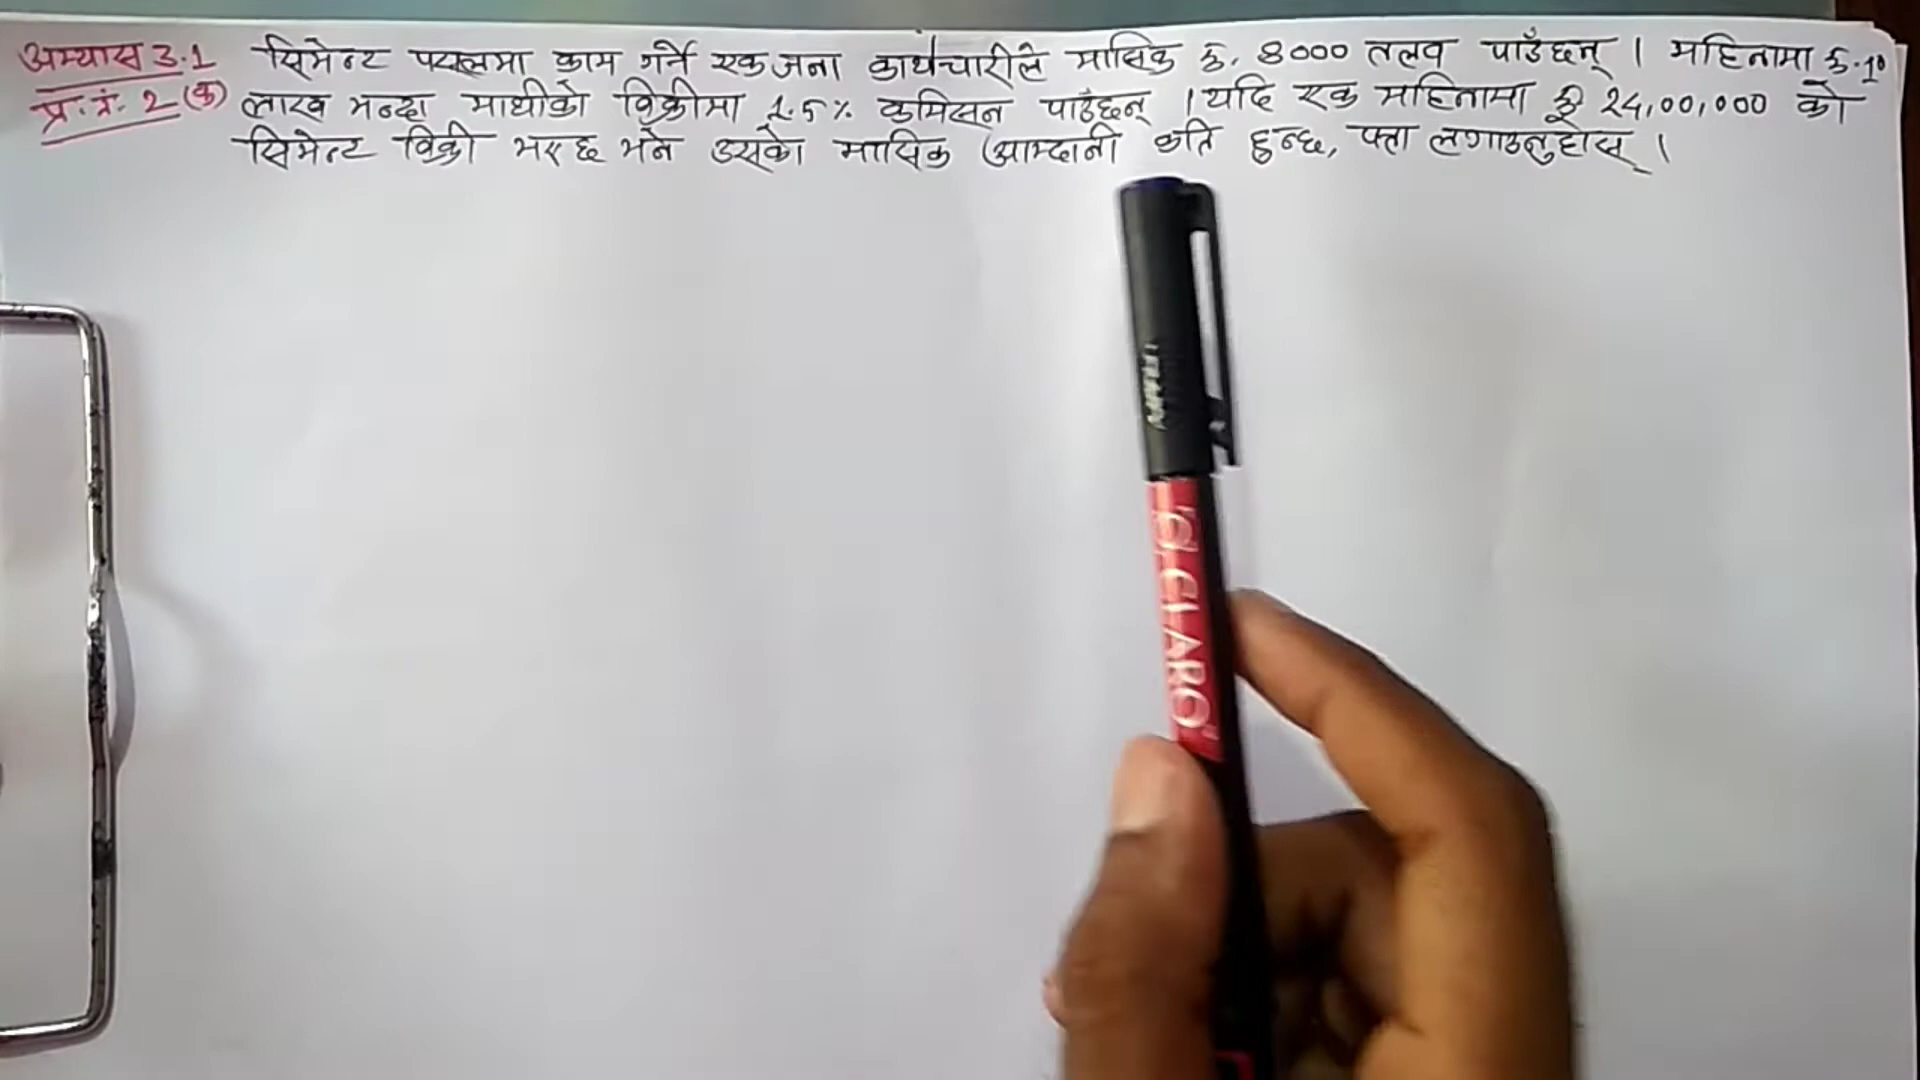 अभ्यास 3.1 सिमेन्ट पसलमा काम गर्ने एकजना कार्यचारीले मासिक रु. 8000 तलव पाउँछन् । महिनामा रु. 10
प्र. नं. 2 (क) लाख भन्दा माथीको विक्रीमा 1.5% कमिसन पाउँछन् । यदि एक महिनामा रु 24,00,000 को
सिमेन्ट विक्री भएछ भने उसको मासिक आम्दानी कति हुन्छ, पत्ता लगाउनुहोस् ।
CLARO